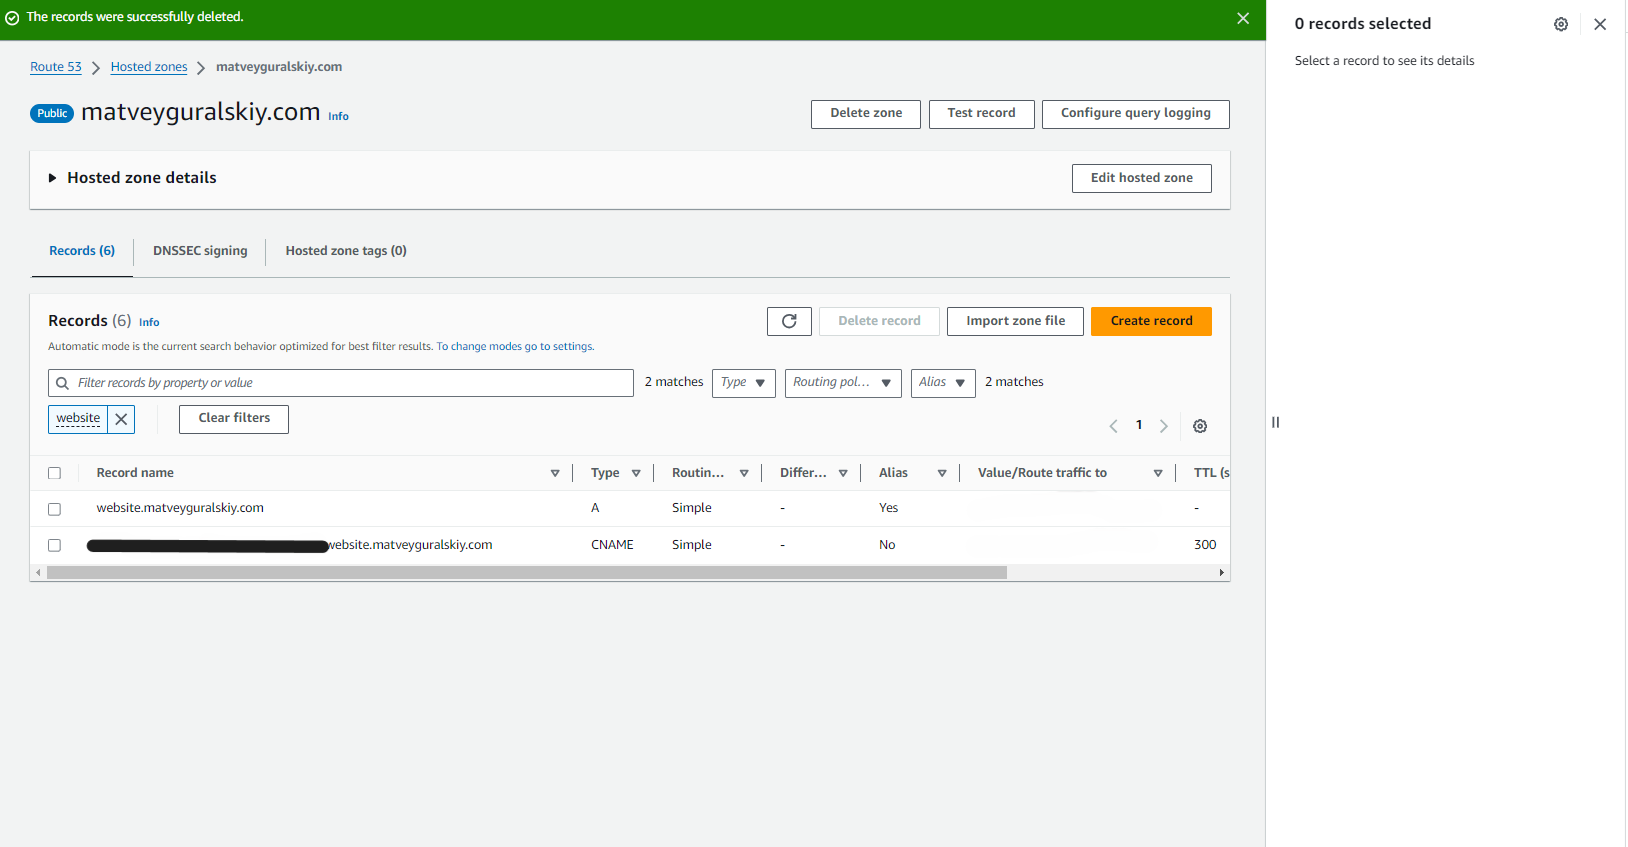 The records were successfully deleted.
0 records selected
Select a record to see its details
Route 53
Hosted zones
matveyguralskiy.com
Public
matveyguralskiy.com
Info
Delete zone
Test record
Configure query logging
Hosted zone details
Edit hosted zone
Records (6)
DNSSEC signing
Hosted zone tags (0)
Records (6)
Info
Delete record
Import zone file
Create record
Automatic mode is the current search behavior optimized for best filter results. To change modes go to settings.
Filter records by property or value
2 matches
Type
Routing pol...
Alias
2 matches
website
Clear filters
1
Record name
Type
Routin...
Differ...
Alias
Value/Route traffic to
TTL (s
website.matveyguralskiy.com
A
Simple
-
Yes
-
website.matveyguralskiy.com
CNAME
Simple
-
No
300